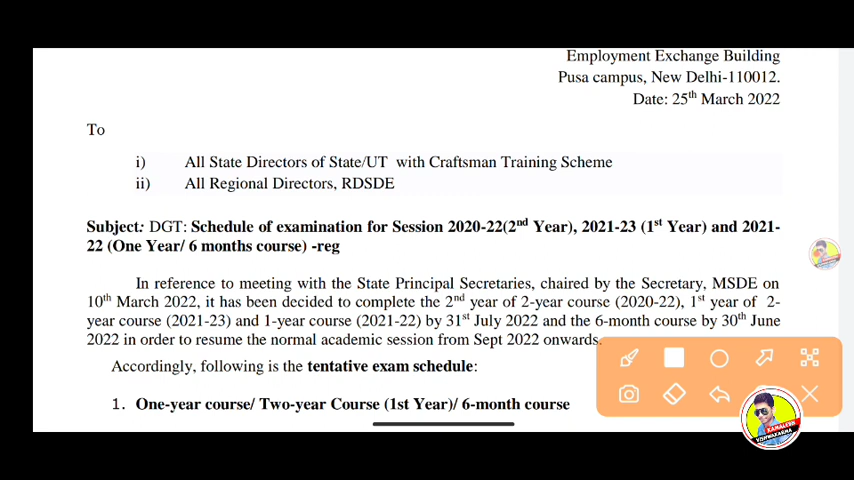 Employment Exchange Building
Pusa campus, New Delhi-110012.
Date: 25th March 2022
To
i) All State Directors of State/UT with Craftsman Training Scheme
ii) All Regional Directors, RDSDE
Subject: DGT: Schedule of examination for Session 2020-22(2nd Year), 2021-23 (1st Year) and 2021-
22 (One Year/ 6 months course) -reg
In reference to meeting with the State Principal Secretaries, chaired by the Secretary, MSDE on
10th March 2022, it has been decided to complete the 2nd year of 2-year course (2020-22), 1st year of 2-
year course (2021-23) and 1-year course (2021-22) by 31st July 2022 and the 6-month course by 30th June
2022 in order to resume the normal academic session from Sept 2022 onwards.
Accordingly, following is the tentative exam schedule:
1. One-year course/ Two-year Course (1st Year)/ 6-month course
KAMALESH
VISHWAKARMA